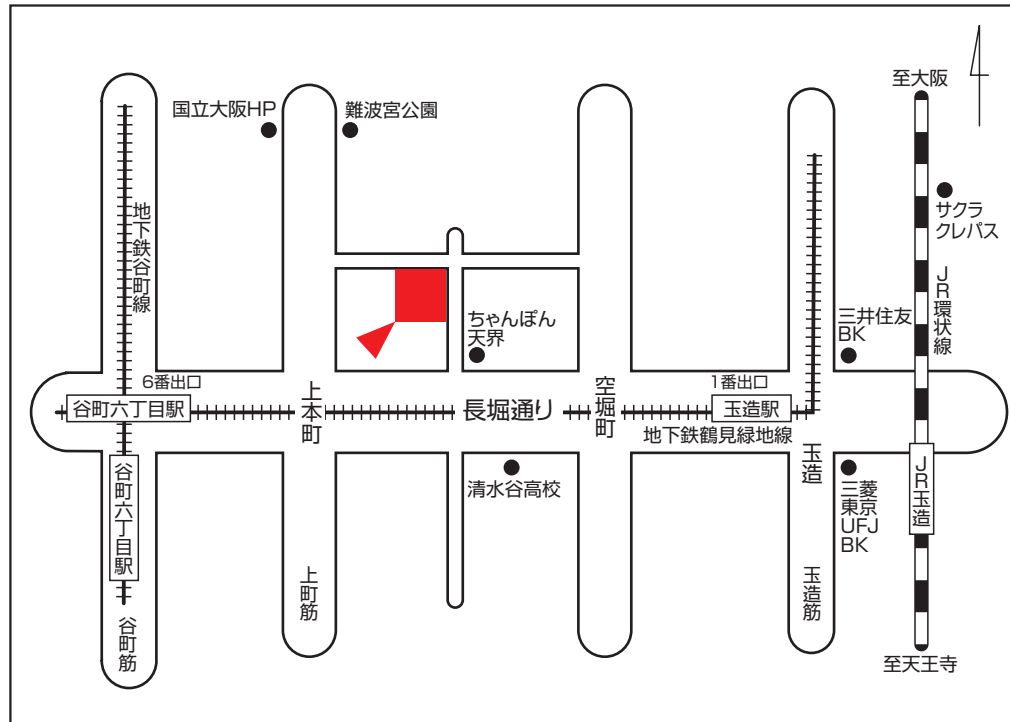 国立大阪HP
難波宮公園
至大阪
サクラ
クレパス
地下鉄谷町線
JR環状線
ちゃんぽん
天界
三井住友
BK
6番出口
1番出口
谷町六丁目駅
上本町
長堀通り
空堀町
玉造駅
地下鉄鶴見緑地線
谷町六丁目駅
清水谷高校
玉造
三菱
東京
UFJ
BK
JR玉造
谷町筋
上町筋
玉造筋
至天王寺